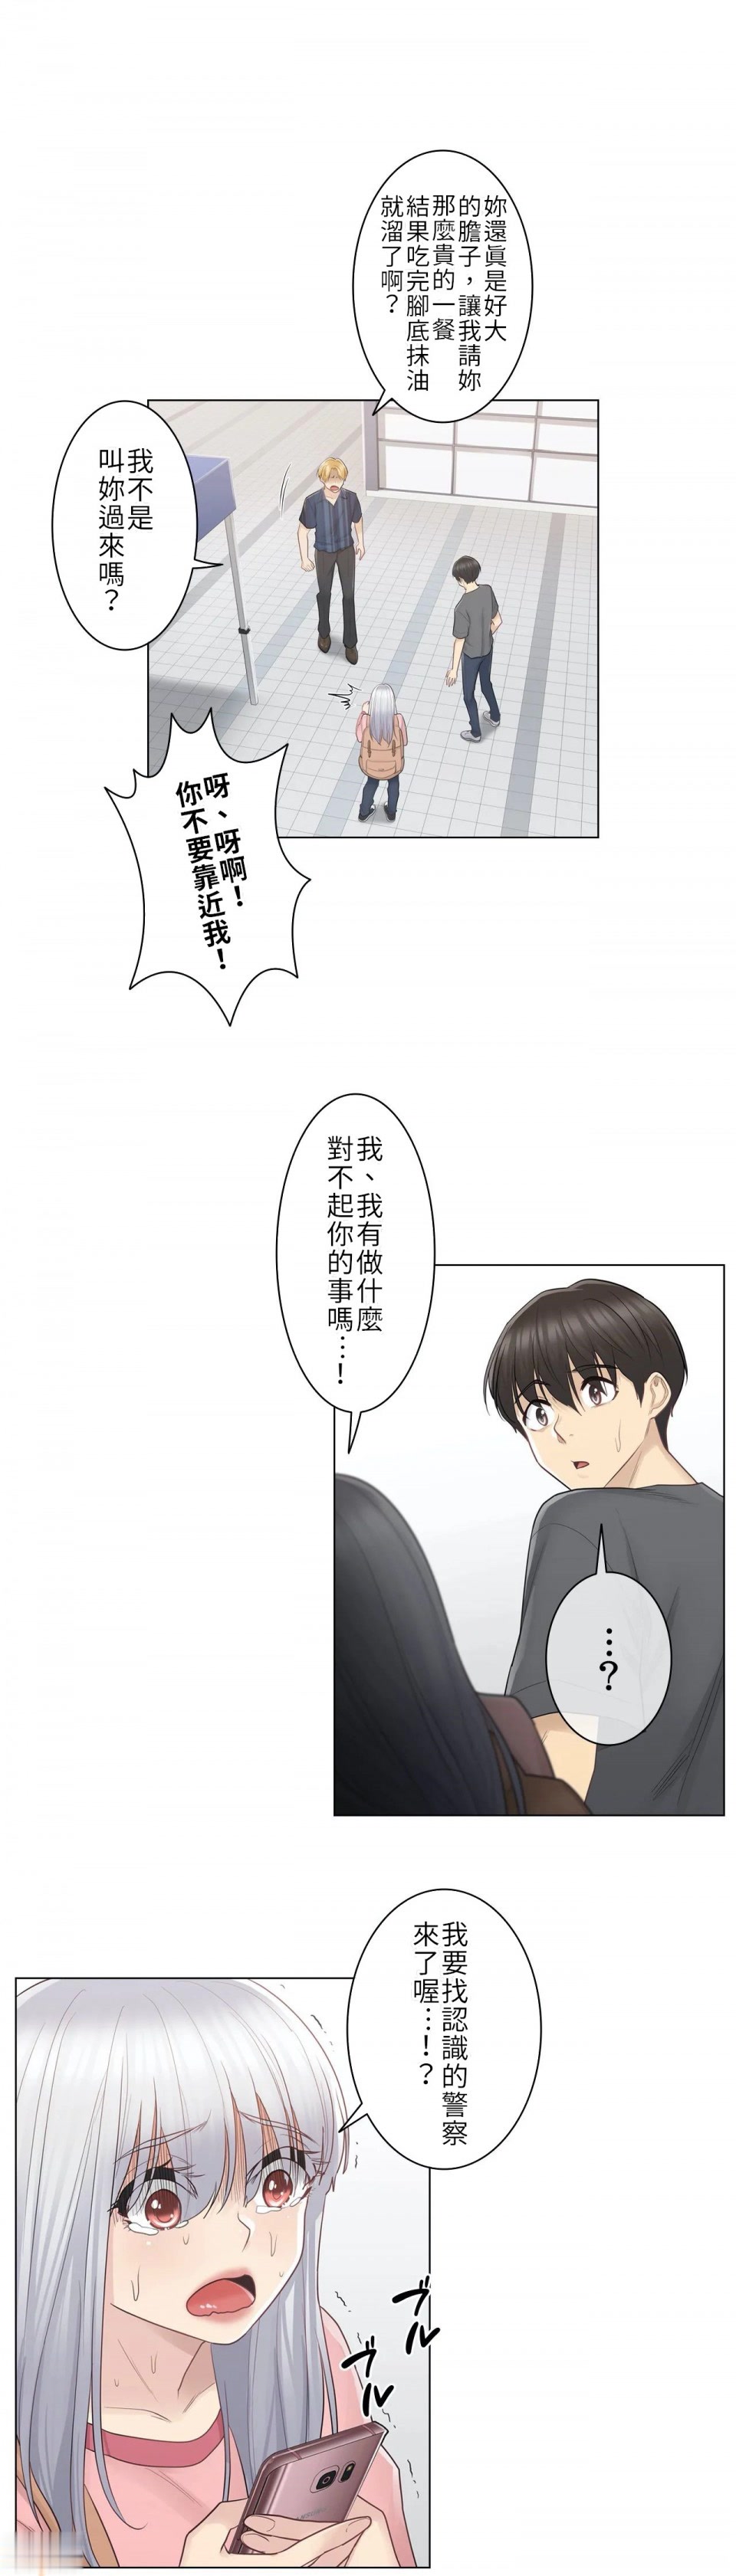 妳還真是好大
的膽子，讓我請妳
那麼貴的一餐
結果吃完腳底抹油
就溜了啊？
我不是
叫妳過來嗎？
呀、呀啊！
你不要靠近我！
我、我有做什麼
對不起你的事嗎…！
…？
我要找認識的警察
來了喔…！？
ブル
ブル